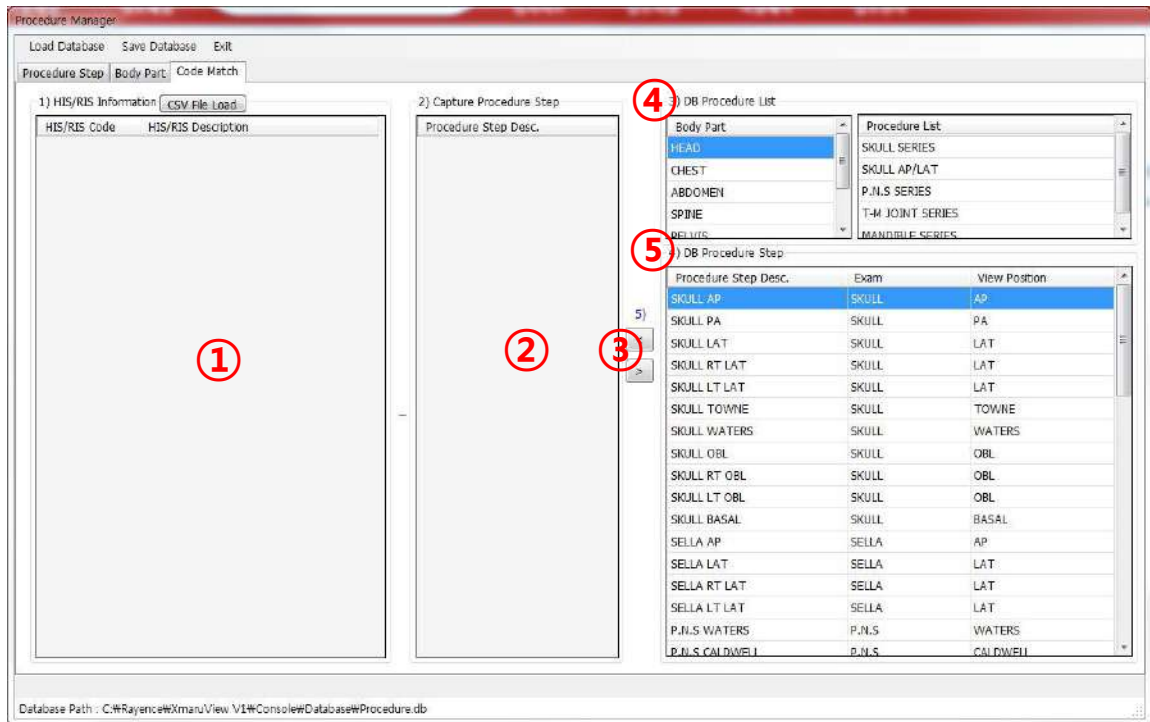 Procedure Manager
Load Database Save Database Exit
Procedure Step Body Part Code Match
1) HIS/RIS Information CSV File Load
HIS/RIS Code HIS/RIS Description
①
2) Capture Procedure Step
Procedure Step Desc.
②
5)
③
>
④ 3) DB Procedure List
Body Part
HEAD
CHEST
ABDOMEN
SPINE
PELVIS
Procedure List
SKULL SERIES
SKULL AP/LAT
P.N.S SERIES
T-M JOINT SERIES
MANDIBLE SERIES
⑤ 4) DB Procedure Step
Procedure Step Desc. Exam View Position
SKULL AP SKULL AP
SKULL PA SKULL PA
SKULL LAT SKULL LAT
SKULL RT LAT SKULL LAT
SKULL LT LAT SKULL LAT
SKULL TOWNE SKULL TOWNE
SKULL WATERS SKULL WATERS
SKULL OBL SKULL OBL
SKULL RT OBL SKULL OBL
SKULL LT OBL SKULL OBL
SKULL BASAL SKULL BASAL
SELLA AP SELLA AP
SELLA LAT SELLA LAT
SELLA RT LAT SELLA LAT
SELLA LT LAT SELLA LAT
P.N.S WATERS P.N.S WATERS
P.N.S CALDWELL P.N.S CALDWELL
Database Path : C:₩Rayence₩XmaruView V1₩Console₩Database₩Procedure.db